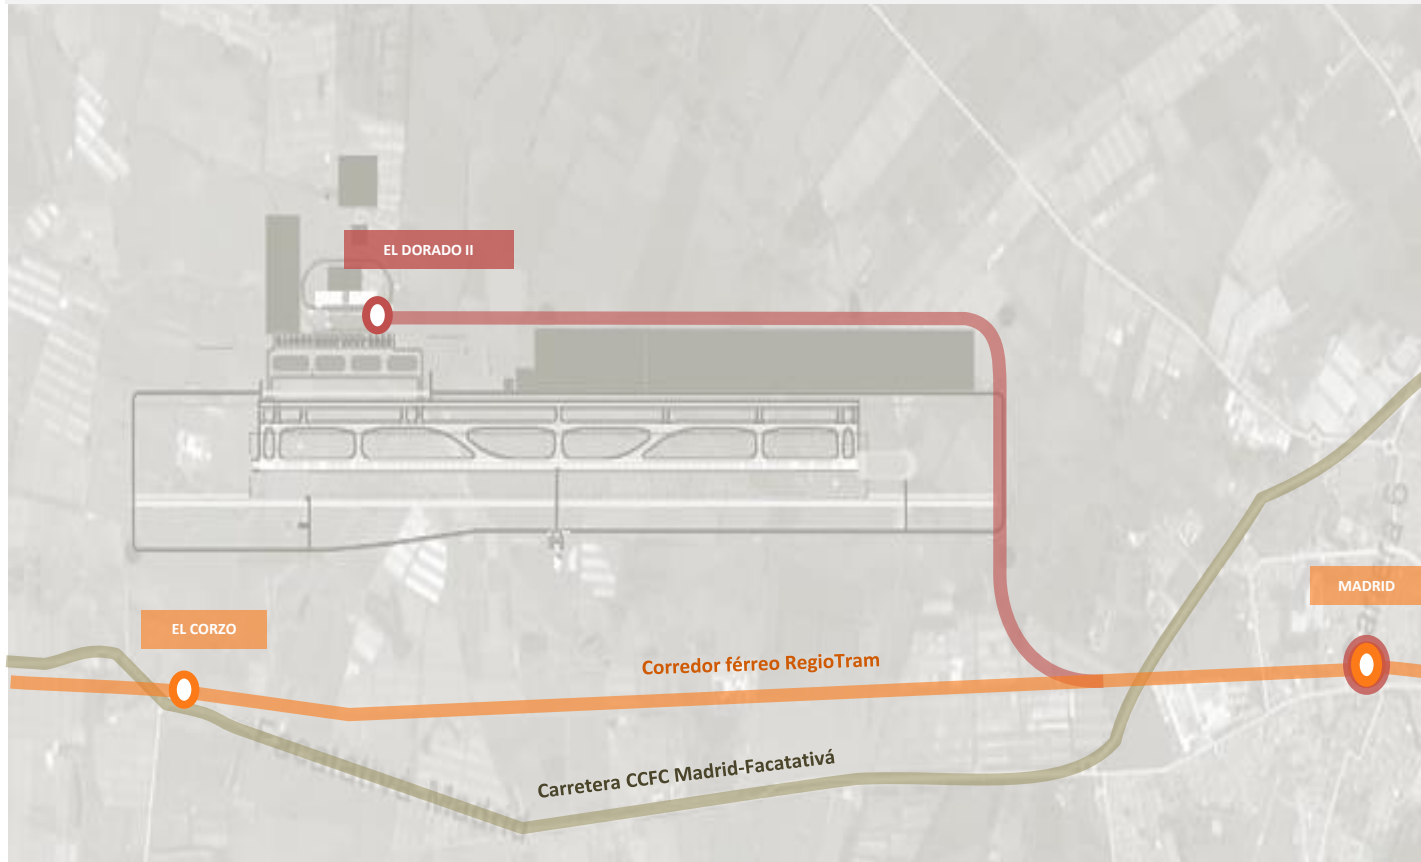 EL DORADO II
MADRID
EL CORZO
Corredor férreo RegioTram
Carretera CCFC Madrid-Facatativá